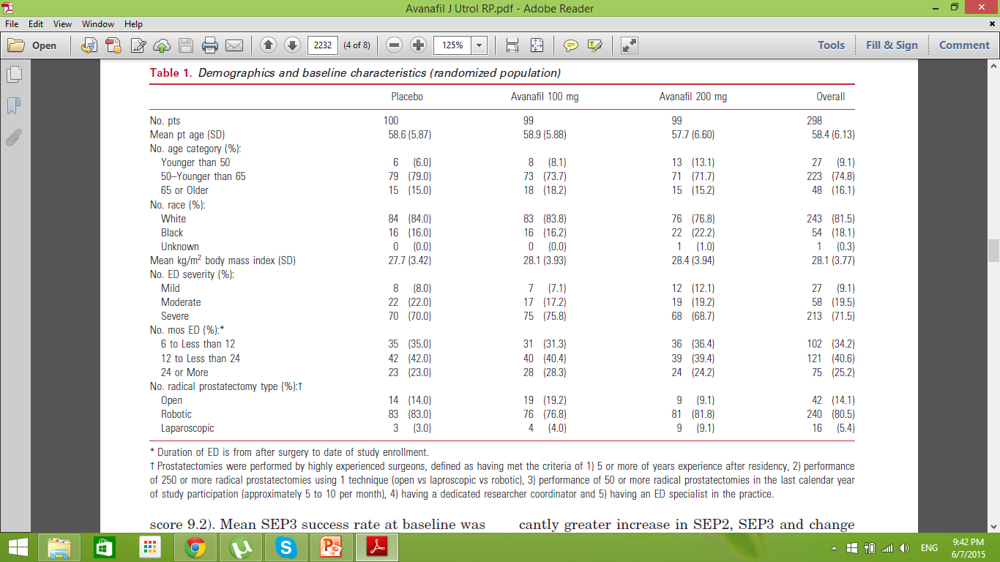 Avanafil J Utrol RP.pdf - Adobe Reader
File Edit View Window Help
Open 2232 (4 of 8) 125% Tools Fill & Sign Comment
Table 1. Demographics and baseline characteristics (randomized population)
Placebo Avanafil 100 mg Avanafil 200 mg Overall
No. pts 100 99 99 298
Mean pt age (SD) 58.6 (5.87) 58.9 (5.88) 57.7 (6.60) 58.4 (6.13)
No. age category (%):
Younger than 50 6 (6.0) 8 (8.1) 13 (13.1) 27 (9.1)
50–Younger than 65 79 (79.0) 73 (73.7) 71 (71.7) 223 (74.8)
65 or Older 15 (15.0) 18 (18.2) 15 (15.2) 48 (16.1)
No. race (%):
White 84 (84.0) 83 (83.8) 76 (76.8) 243 (81.5)
Black 16 (16.0) 16 (16.2) 22 (22.2) 54 (18.1)
Unknown 0 (0.0) 0 (0.0) 1 (1.0) 1 (0.3)
Mean kg/m² body mass index (SD) 27.7 (3.42) 28.1 (3.93) 28.4 (3.94) 28.1 (3.77)
No. ED severity (%):
Mild 8 (8.0) 7 (7.1) 12 (12.1) 27 (9.1)
Moderate 22 (22.0) 17 (17.2) 19 (19.2) 58 (19.5)
Severe 70 (70.0) 75 (75.8) 68 (68.7) 213 (71.5)
No. mos ED (%):*
6 to Less than 12 35 (35.0) 31 (31.3) 36 (36.4) 102 (34.2)
12 to Less than 24 42 (42.0) 40 (40.4) 39 (39.4) 121 (40.6)
24 or More 23 (23.0) 28 (28.3) 24 (24.2) 75 (25.2)
No. radical prostatectomy type (%):†
Open 14 (14.0) 19 (19.2) 9 (9.1) 42 (14.1)
Robotic 83 (83.0) 76 (76.8) 81 (81.8) 240 (80.5)
Laparoscopic 3 (3.0) 4 (4.0) 9 (9.1) 16 (5.4)
* Duration of ED is from after surgery to date of study enrollment.
† Prostatectomies were performed by highly experienced surgeons, defined as having met the criteria of 1) 5 or more of years experience after residency, 2) performance
of 250 or more radical prostatectomies using 1 technique (open vs laproscopic vs robotic), 3) performance of 50 or more radical prostatectomies in the last calendar year
of study participation (approximately 5 to 10 per month), 4) having a dedicated researcher coordinator and 5) having an ED specialist in the practice.
score 9.2). Mean SEP3 success rate at baseline was
cantly greater increase in SEP2, SEP3 and change
ENG
9:42 PM
6/7/2015